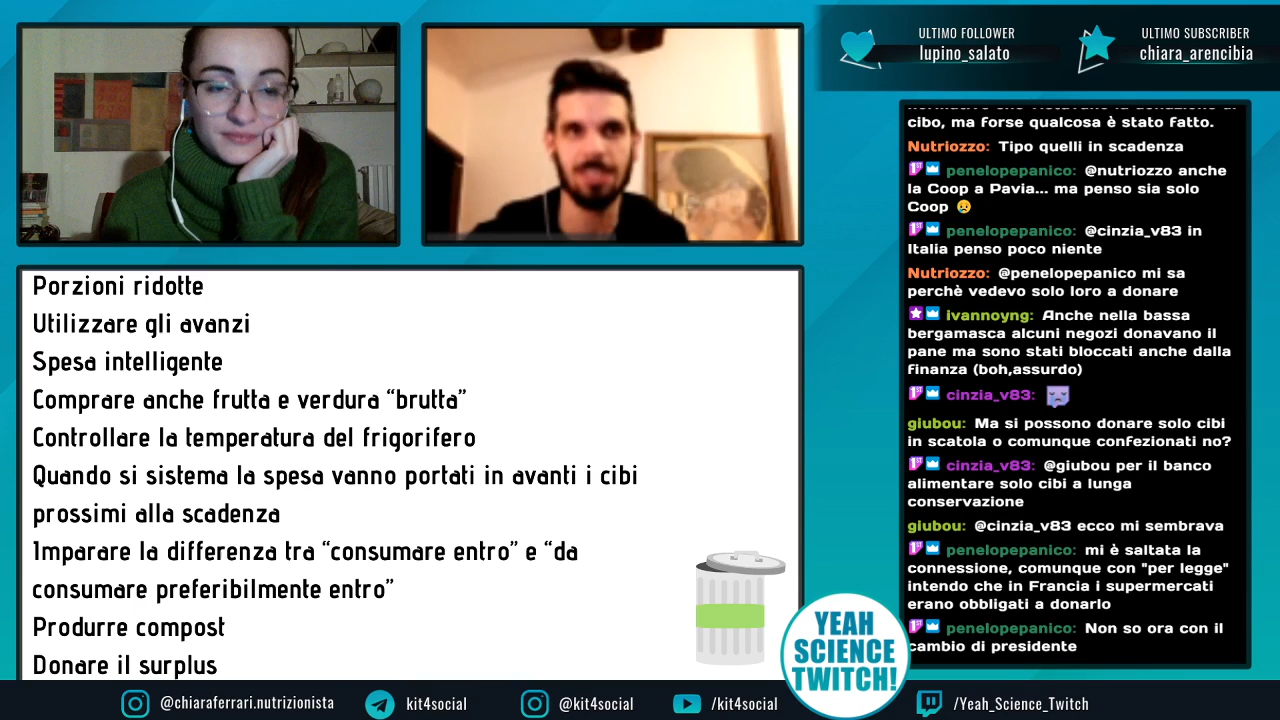 ULTIMO FOLLOWER
lupino_salato
ULTIMO SUBSCRIBER
chiara_arencibia
Porzioni ridotte
Utilizzare gli avanzi
Spesa intelligente
Comprare anche frutta e verdura “brutta”
Controllare la temperatura del frigorifero
Quando si sistema la spesa vanno portati in avanti i cibi
prossimi alla scadenza
Imparare la differenza tra “consumare entro” e “da
consumare preferibilmente entro”
Produrre compost
Donare il surplus
cibo, ma forse qualcosa è stato fatto.
Nutriozzo: Tipo quelli in scadenza
penelopepanico: @nutriozzo anche
la Coop a Pavia... ma penso sia solo
Coop 😥
penelopepanico: @cinzia_v83 in
Italia penso poco niente
Nutriozzo: @penelopepanico mi sa
perchè vedevo solo loro a donare
ivannoyng: Anche nella bassa
bergamasca alcuni negozi donavano il
pane ma sono stati bloccati anche dalla
finanza (boh,assurdo)
cinzia_v83:
giubou: Ma si possono donare solo cibi
in scatola o comunque confezionati no?
cinzia_v83: @giubou per il banco
alimentare solo cibi a lunga
conservazione
giubou: @cinzia_v83 ecco mi sembrava
penelopepanico: mi è saltata la
connessione, comunque con "per legge"
intendo che in Francia i supermercati
erano obbligati a donarlo
penelopepanico: Non so ora con il
cambio di presidente
YEAH
SCIENCE
TWITCH!
@chiaraferrari.nutrizionista
kit4social
@kit4social
/kit4social
/Yeah_Science_Twitch